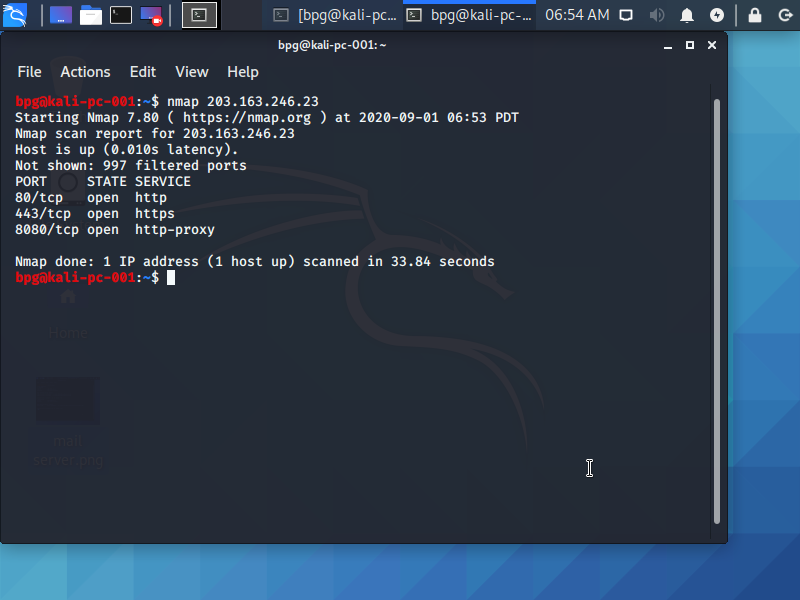 [bpg@kali-pc... bpg@kali-pc-... 06:54 AM
bpg@kali-pc-001: ~
File Actions Edit View Help
bpg@kali-pc-001:~$ nmap 203.163.246.23
Starting Nmap 7.80 ( https://nmap.org ) at 2020-09-01 06:53 PDT
Nmap scan report for 203.163.246.23
Host is up (0.010s latency).
Not shown: 997 filtered ports
PORT STATE SERVICE
80/tcp open http
443/tcp open https
8080/tcp open http-proxy
Nmap done: 1 IP address (1 host up) scanned in 33.84 seconds
bpg@kali-pc-001:~$
Home
mail
server.png